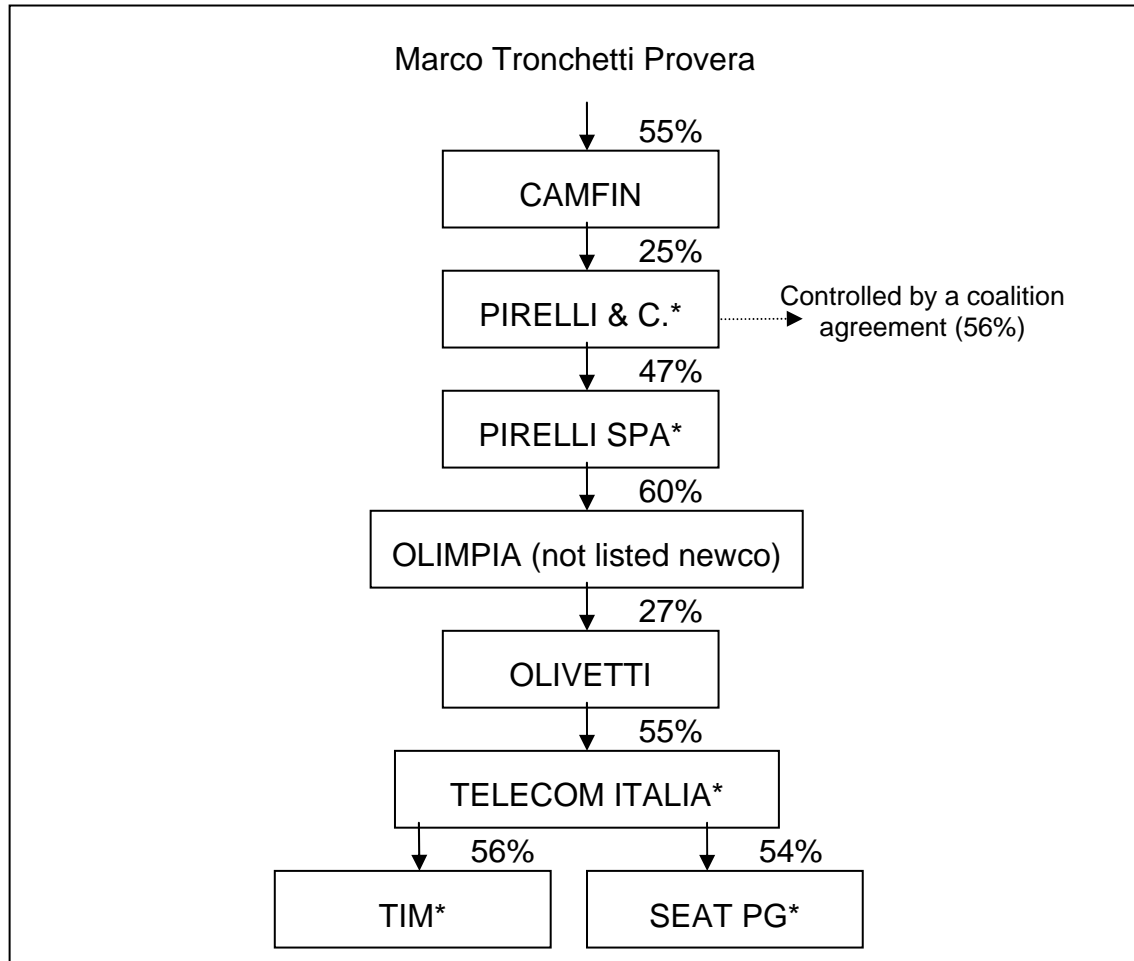 Marco Tronchetti Provera
55%
CAMFIN
25%
PIRELLI & C.*
Controlled by a coalition
agreement (56%)
47%
PIRELLI SPA*
60%
OLIMPIA (not listed newco)
27%
OLIVETTI
55%
TELECOM ITALIA*
56%
54%
TIM*
SEAT PG*